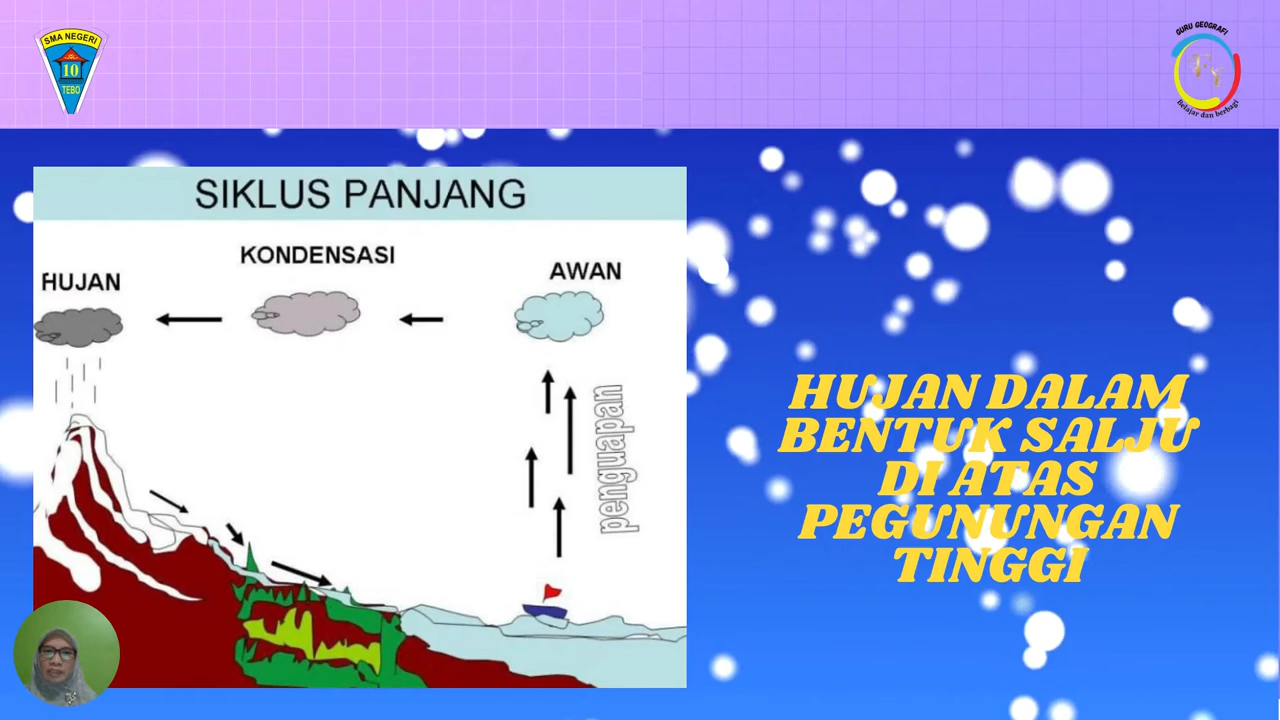 SMA NEGERI
10
TEBO
GURU GEOGRAFI
Belajar dan berbagi
SIKLUS PANJANG
KONDENSASI
HUJAN
AWAN
penguapan
HUJAN DALAM
BENTUK SALJU
DI ATAS
PEGUNUNGAN
TINGGI